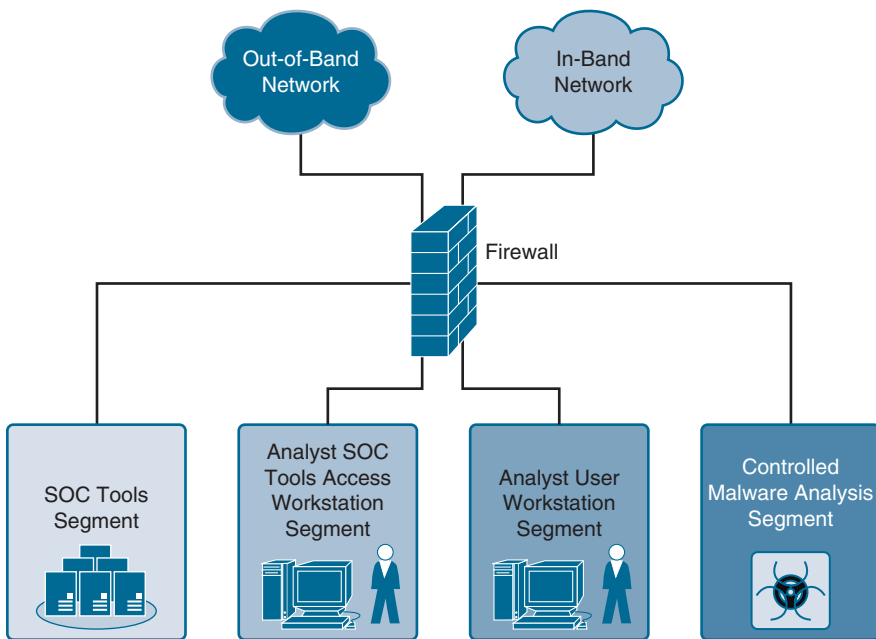 Out-of-Band
Network
In-Band
Network
Firewall
SOC Tools
Segment
Analyst SOC
Tools Access
Workstation
Segment
Analyst User
Workstation
Segment
Controlled
Malware Analysis
Segment